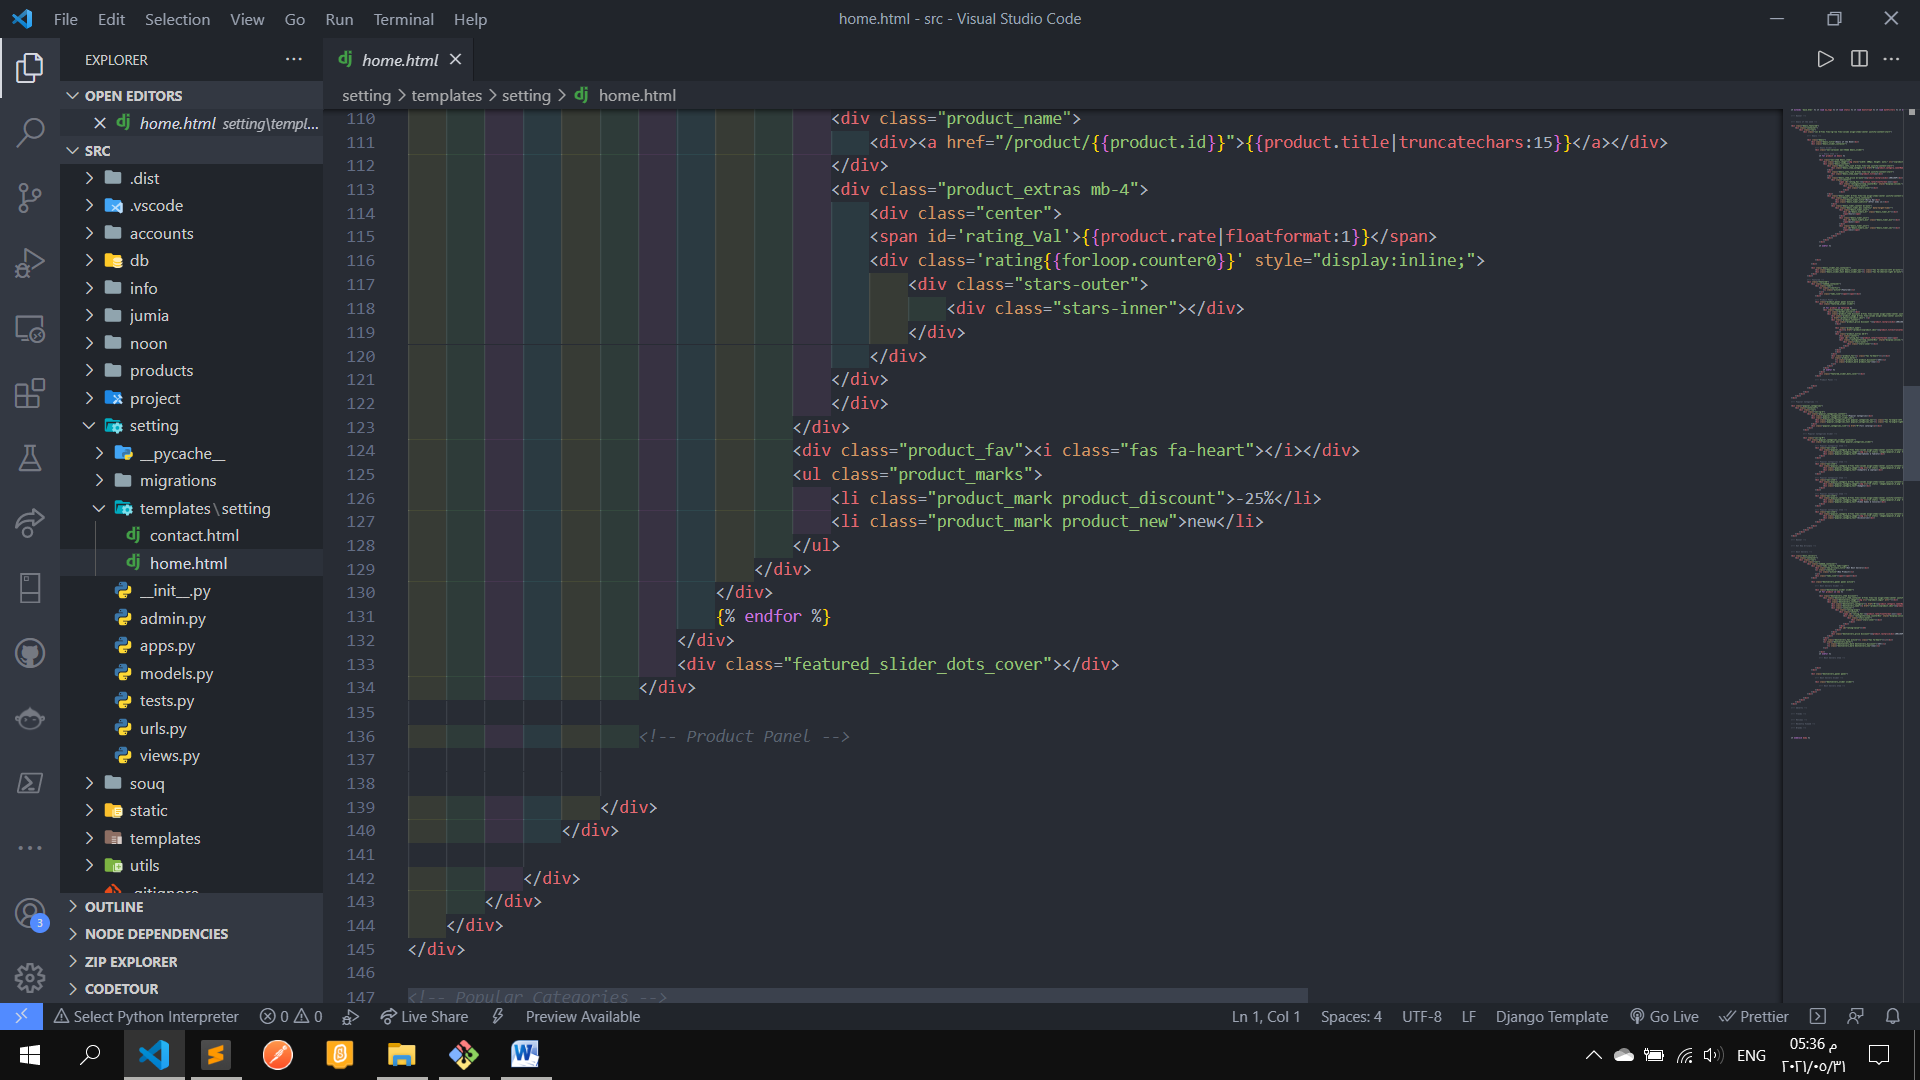 File Edit Selection View Go Run Terminal Help
home.html - src - Visual Studio Code
EXPLORER
OPEN EDITORS
home.html setting\templ...
SRC
.dist
.vscode
accounts
db
info
jumia
noon
products
project
setting
__pycache__
migrations
templates\setting
contact.html
home.html
__init__.py
admin.py
apps.py
models.py
tests.py
urls.py
views.py
souq
static
templates
utils
.gitignore
OUTLINE
NODE DEPENDENCIES
ZIP EXPLORER
CODETOUR
3
home.html
setting > templates > setting > home.html
110 <div class="product_name">
111 <div><a href="/product/{{product.id}}">{{product.title|truncatechars:15}}</a></div>
112 </div>
113 <div class="product_extras mb-4">
114 <div class="center">
115 <span id='rating_Val'>{{product.rate|floatformat:1}}</span>
116 <div class='rating{{forloop.counter0}}' style="display:inline;">
117 <div class="stars-outer">
118 <div class="stars-inner"></div>
119 </div>
120 </div>
121 </div>
122 </div>
123 </div>
124 <div class="product_fav"><i class="fas fa-heart"></i></div>
125 <ul class="product_marks">
126 <li class="product_mark product_discount">-25%</li>
127 <li class="product_mark product_new">new</li>
128 </ul>
129 </div>
130 </div>
131 {% endfor %}
132 </div>
133 <div class="featured_slider_dots_cover"></div>
134 </div>
135
136 <!-- Product Panel -->
137
138
139 </div>
140 </div>
141
142 </div>
143 </div>
144 </div>
145 </div>
146
147 <!-- Popular Categories -->
Select Python Interpreter 0 0 Live Share Preview Available Ln 1, Col 1 Spaces: 4 UTF-8 LF Django Template Go Live Prettier
ENG
05:36 م
٢٠٢١/٠٥/٣١